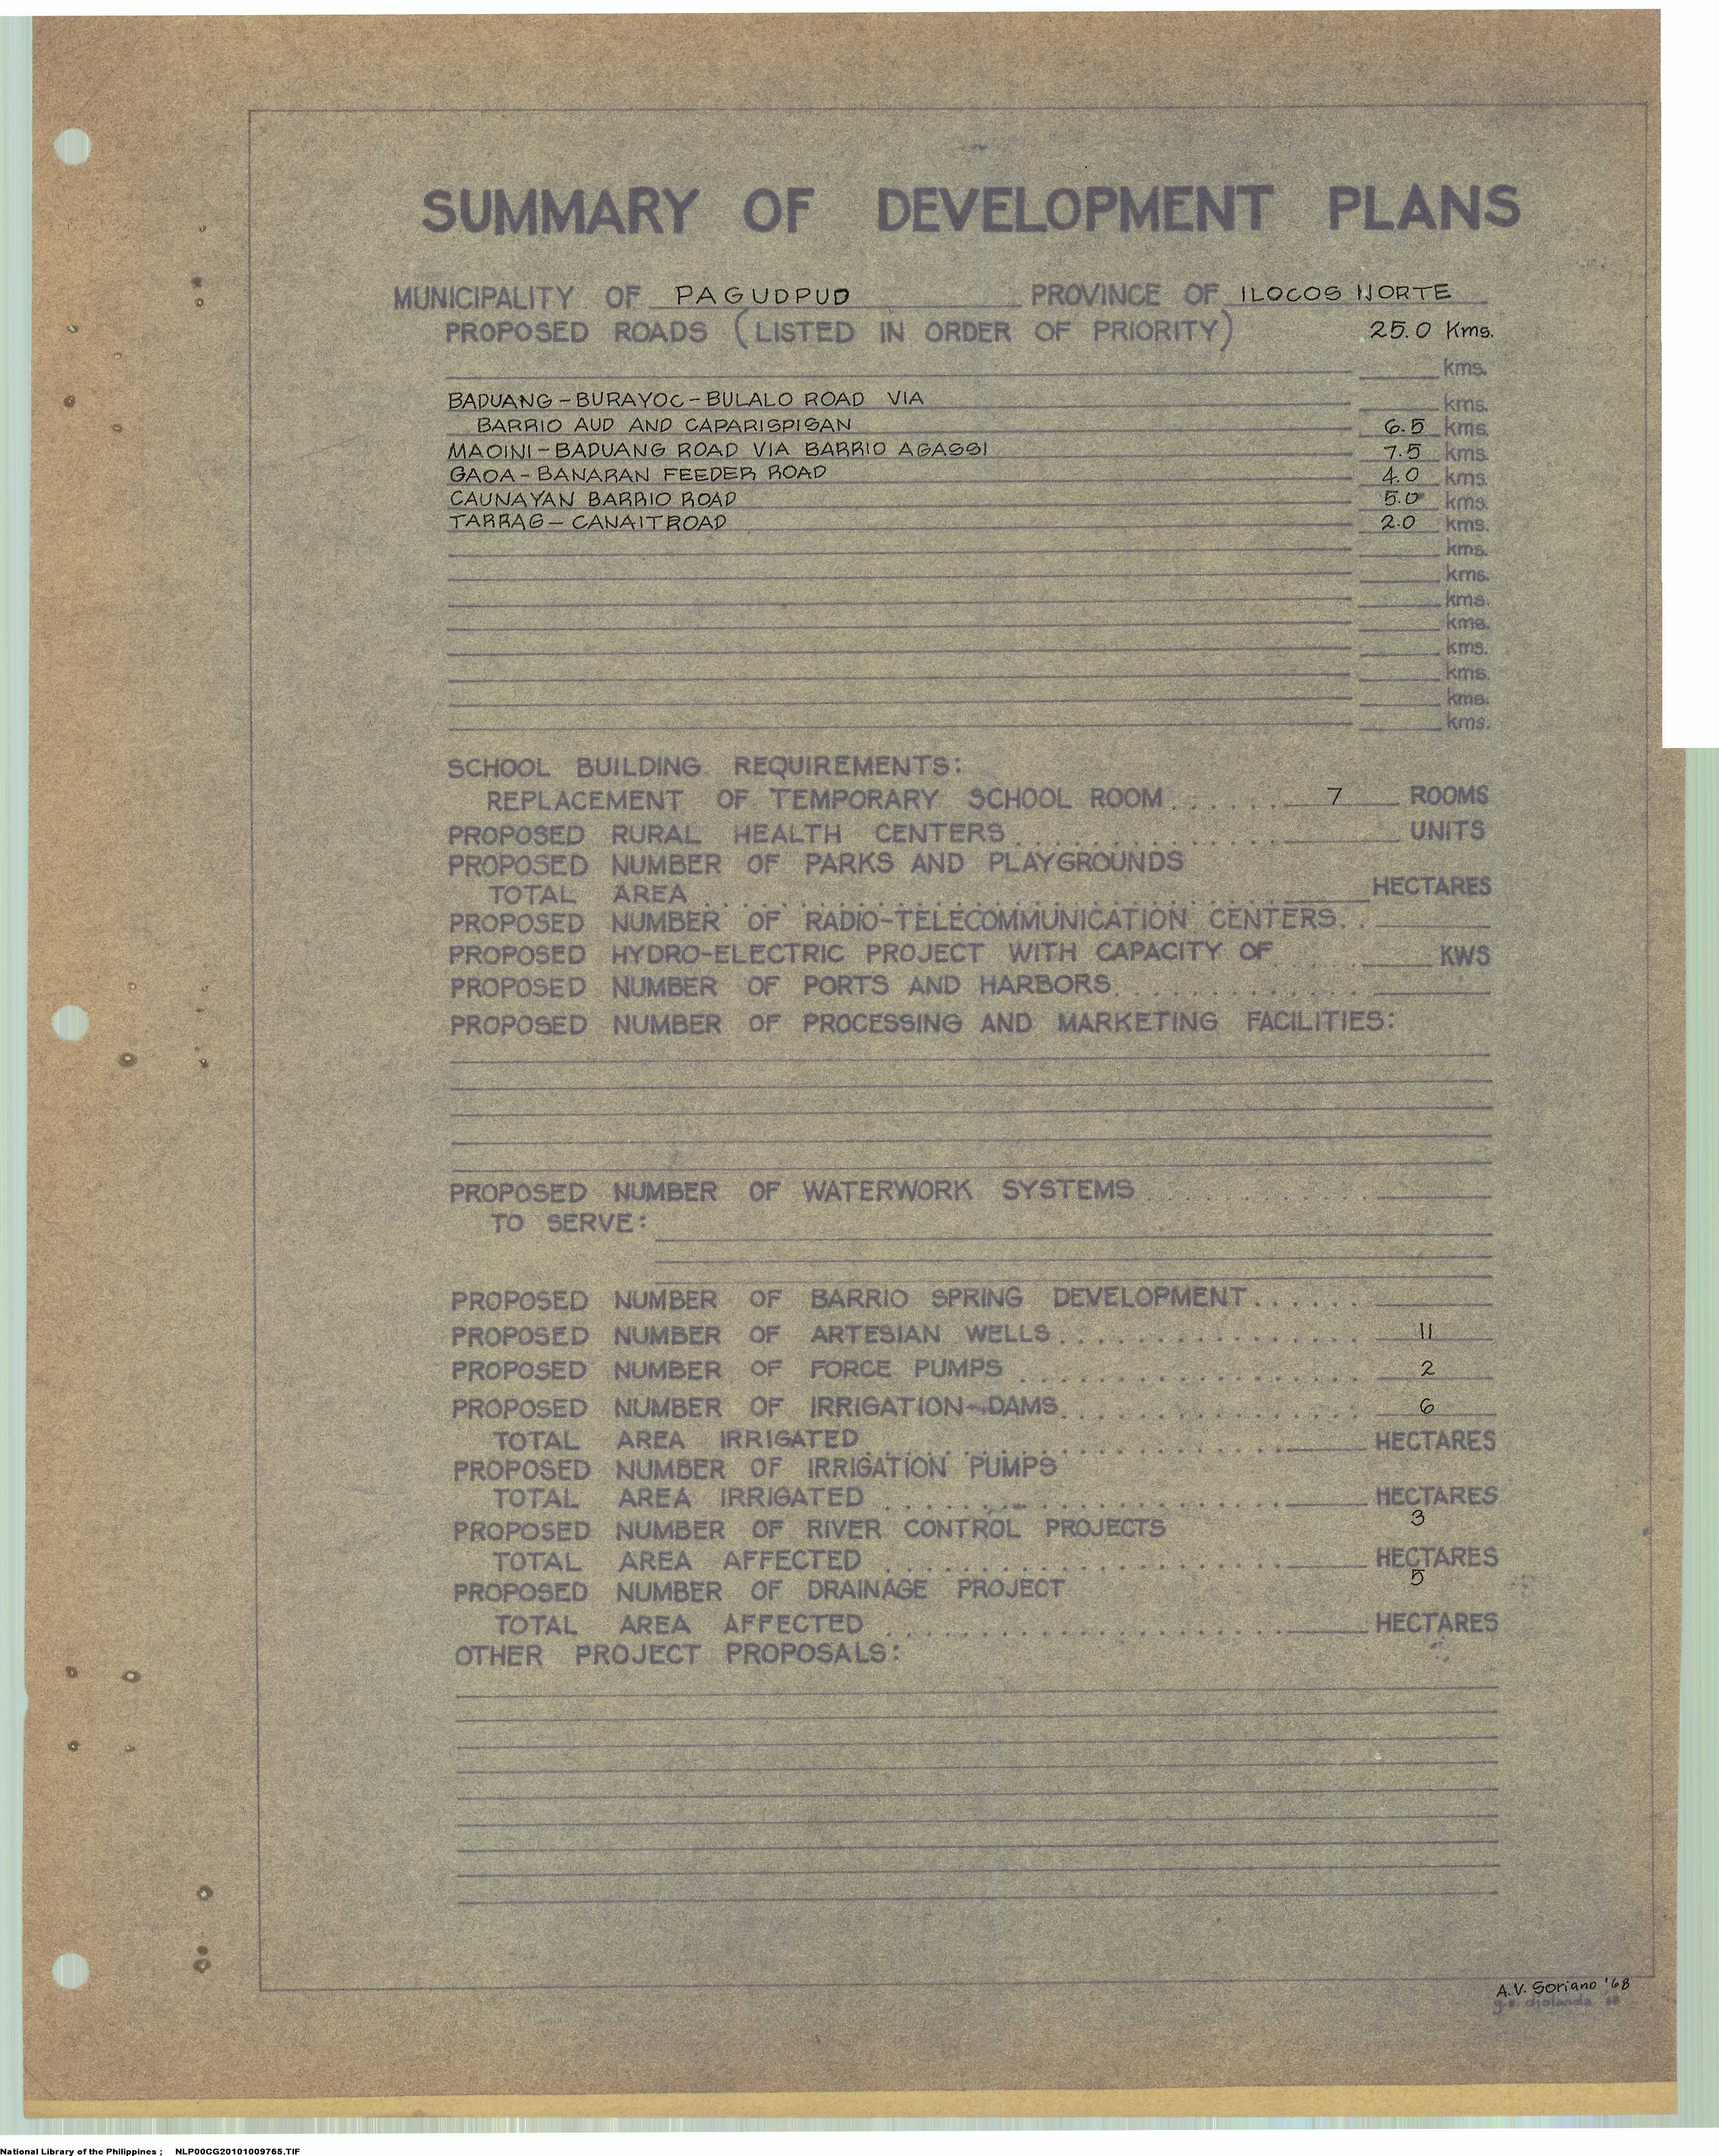 SUMMARY OF DEVELOPMENT PLANS
MUNICIPALITY OF PAGUDPUD PROVINCE OF ILOCOS NORTE
PROPOSED ROADS (LISTED IN ORDER OF PRIORITY) 25.0 Kms.
kms.
BADUANG-BURAYOC-BULALO ROAD VIA kms.
BARRIO AUD AND CAPARISPISAN 6.5 kms.
MAOINI-BADUANG ROAD VIA BARRIO AGASSI 7.5 kms.
GAOA-BANARAN FEEDER ROAD 4.0 kms.
CAUNAYAN BARRIO ROAD 5.0 kms.
TARRAG-CANAIT ROAD 2.0 kms.
kms.
kms.
kms.
kms.
kms.
kms.
kms.
kms.
SCHOOL BUILDING REQUIREMENTS:
REPLACEMENT OF TEMPORARY SCHOOL ROOM...... 7 ROOMS
PROPOSED RURAL HEALTH CENTERS............... UNITS
PROPOSED NUMBER OF PARKS AND PLAYGROUNDS
TOTAL AREA........................ HECTARES
PROPOSED NUMBER OF RADIO-TELECOMMUNICATION CENTERS..
PROPOSED HYDRO-ELECTRIC PROJECT WITH CAPACITY OF..... KWS
PROPOSED NUMBER OF PORTS AND HARBORS..............
PROPOSED NUMBER OF PROCESSING AND MARKETING FACILITIES:
PROPOSED NUMBER OF WATERWORK SYSTEMS............
TO SERVE:
PROPOSED NUMBER OF BARRIO SPRING DEVELOPMENT......
PROPOSED NUMBER OF ARTESIAN WELLS................ 11
PROPOSED NUMBER OF FORCE PUMPS.................. 2
PROPOSED NUMBER OF IRRIGATION-DAMS................ 6
TOTAL AREA IRRIGATED...................... HECTARES
PROPOSED NUMBER OF IRRIGATION PUMPS
TOTAL AREA IRRIGATED..................... HECTARES
PROPOSED NUMBER OF RIVER CONTROL PROJECTS 3
TOTAL AREA AFFECTED..................... HECTARES
PROPOSED NUMBER OF DRAINAGE PROJECT 5
TOTAL AREA AFFECTED..................... HECTARES
OTHER PROJECT PROPOSALS:
A.V. Soriano '68
National Library of the Philippines ; NLP00CG20101009765.TIF